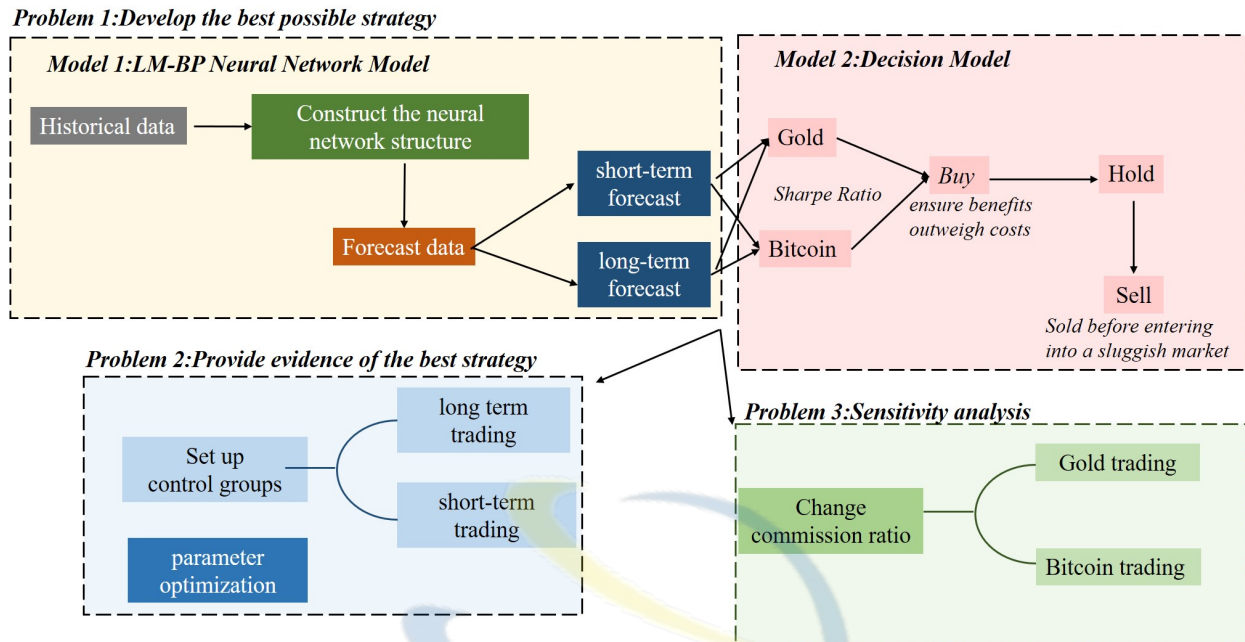 Problem 1:Develop the best possible strategy
Model 1:LM-BP Neural Network Model
Historical data
Construct the neural
network structure
Forecast data
short-term
forecast
long-term
forecast
Model 2:Decision Model
Gold
Sharpe Ratio
Bitcoin
Buy
ensure benefits
outweigh costs
Hold
Sell
Sold before entering
into a sluggish market
Problem 2:Provide evidence of the best strategy
Set up
control groups
long term
trading
short-term
trading
parameter
optimization
Problem 3:Sensitivity analysis
Change
commission ratio
Gold trading
Bitcoin trading